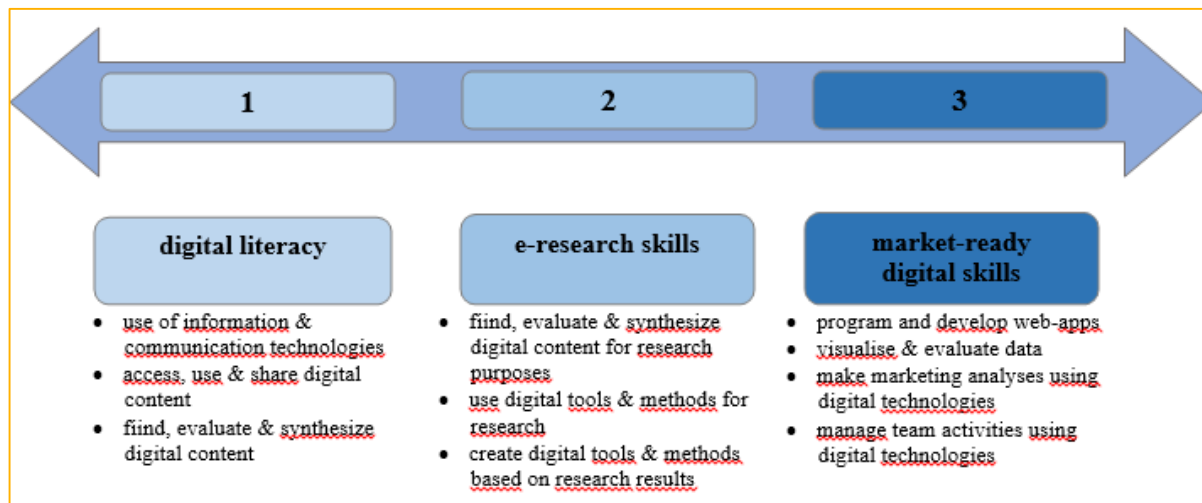 1
2
3
digital literacy
e-research skills
market-ready
digital skills
• use of information &
communication technologies
• access, use & share digital
content
• fiind, evaluate & synthesize
digital content
• fiind, evaluate & synthesize
digital content for research
purposes
• use digital tools & methods for
research
• create digital tools & methods
based on research results
• program and develop web-apps
• visualise & evaluate data
• make marketing analyses using
digital technologies
• manage team activities using
digital technologies